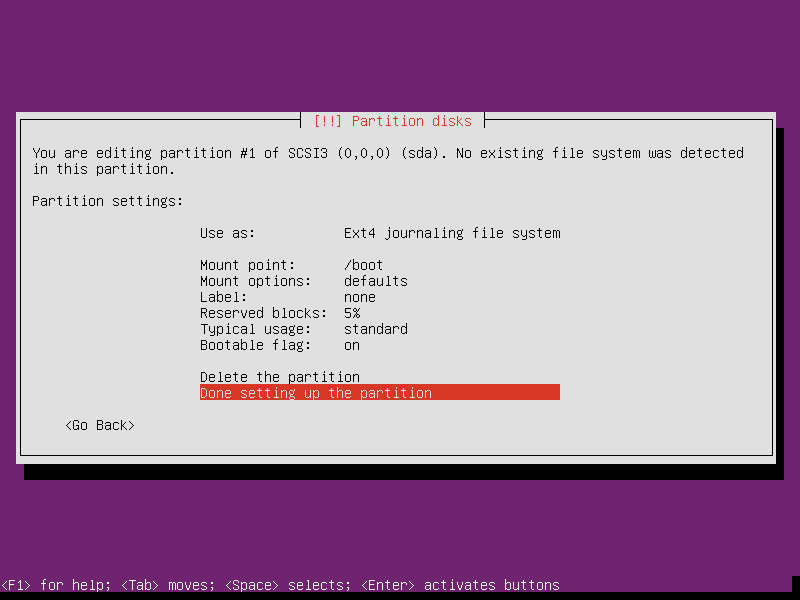 [!!] Partition disks
You are editing partition #1 of SCSI3 (0,0,0) (sda). No existing file system was detected
in this partition.
Partition settings:
Use as: Ext4 journaling file system
Mount point: /boot
Mount options: defaults
Label: none
Reserved blocks: 5%
Typical usage: standard
Bootable flag: on
Delete the partition
Done setting up the partition
<Go Back>
<F1> for help; <Tab> moves; <Space> selects; <Enter> activates buttons